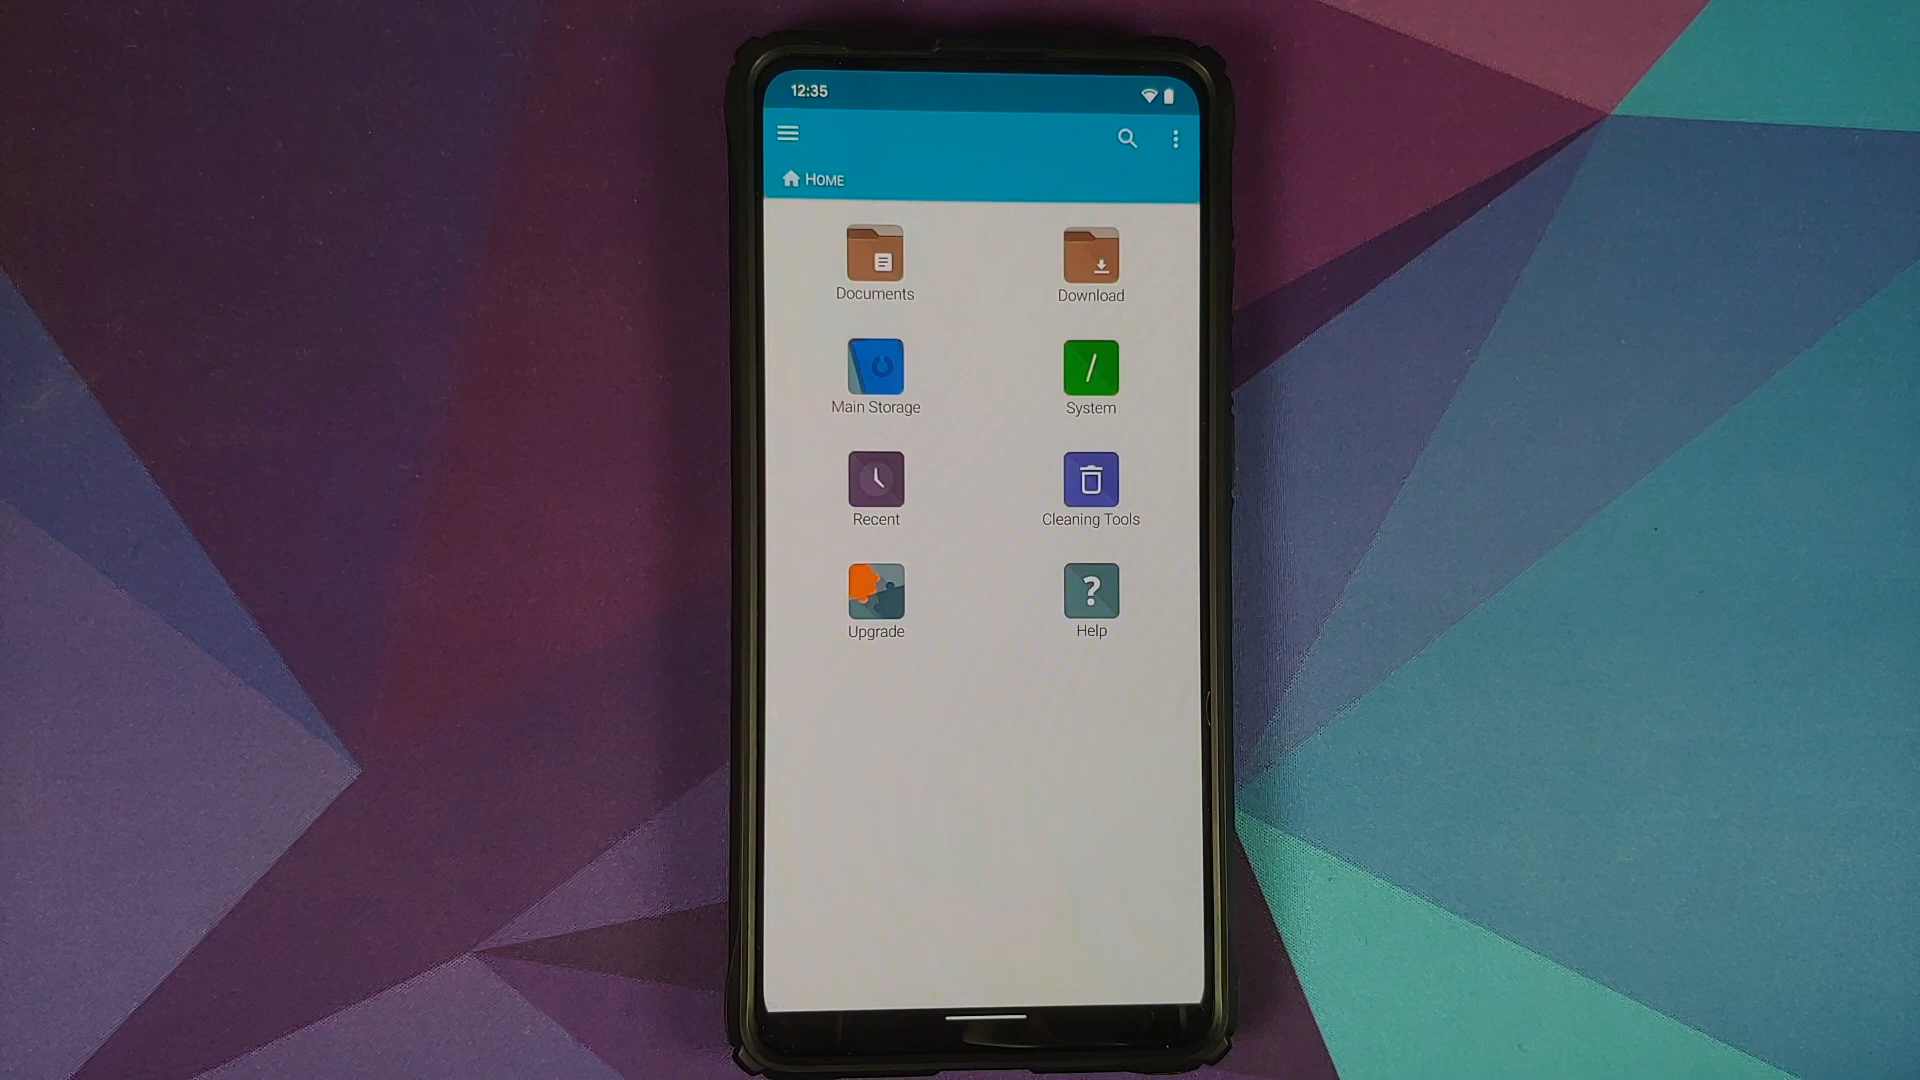 12:35
HOME
Documents
Download
Main Storage
/
System
Recent
Cleaning Tools
Upgrade
?
Help